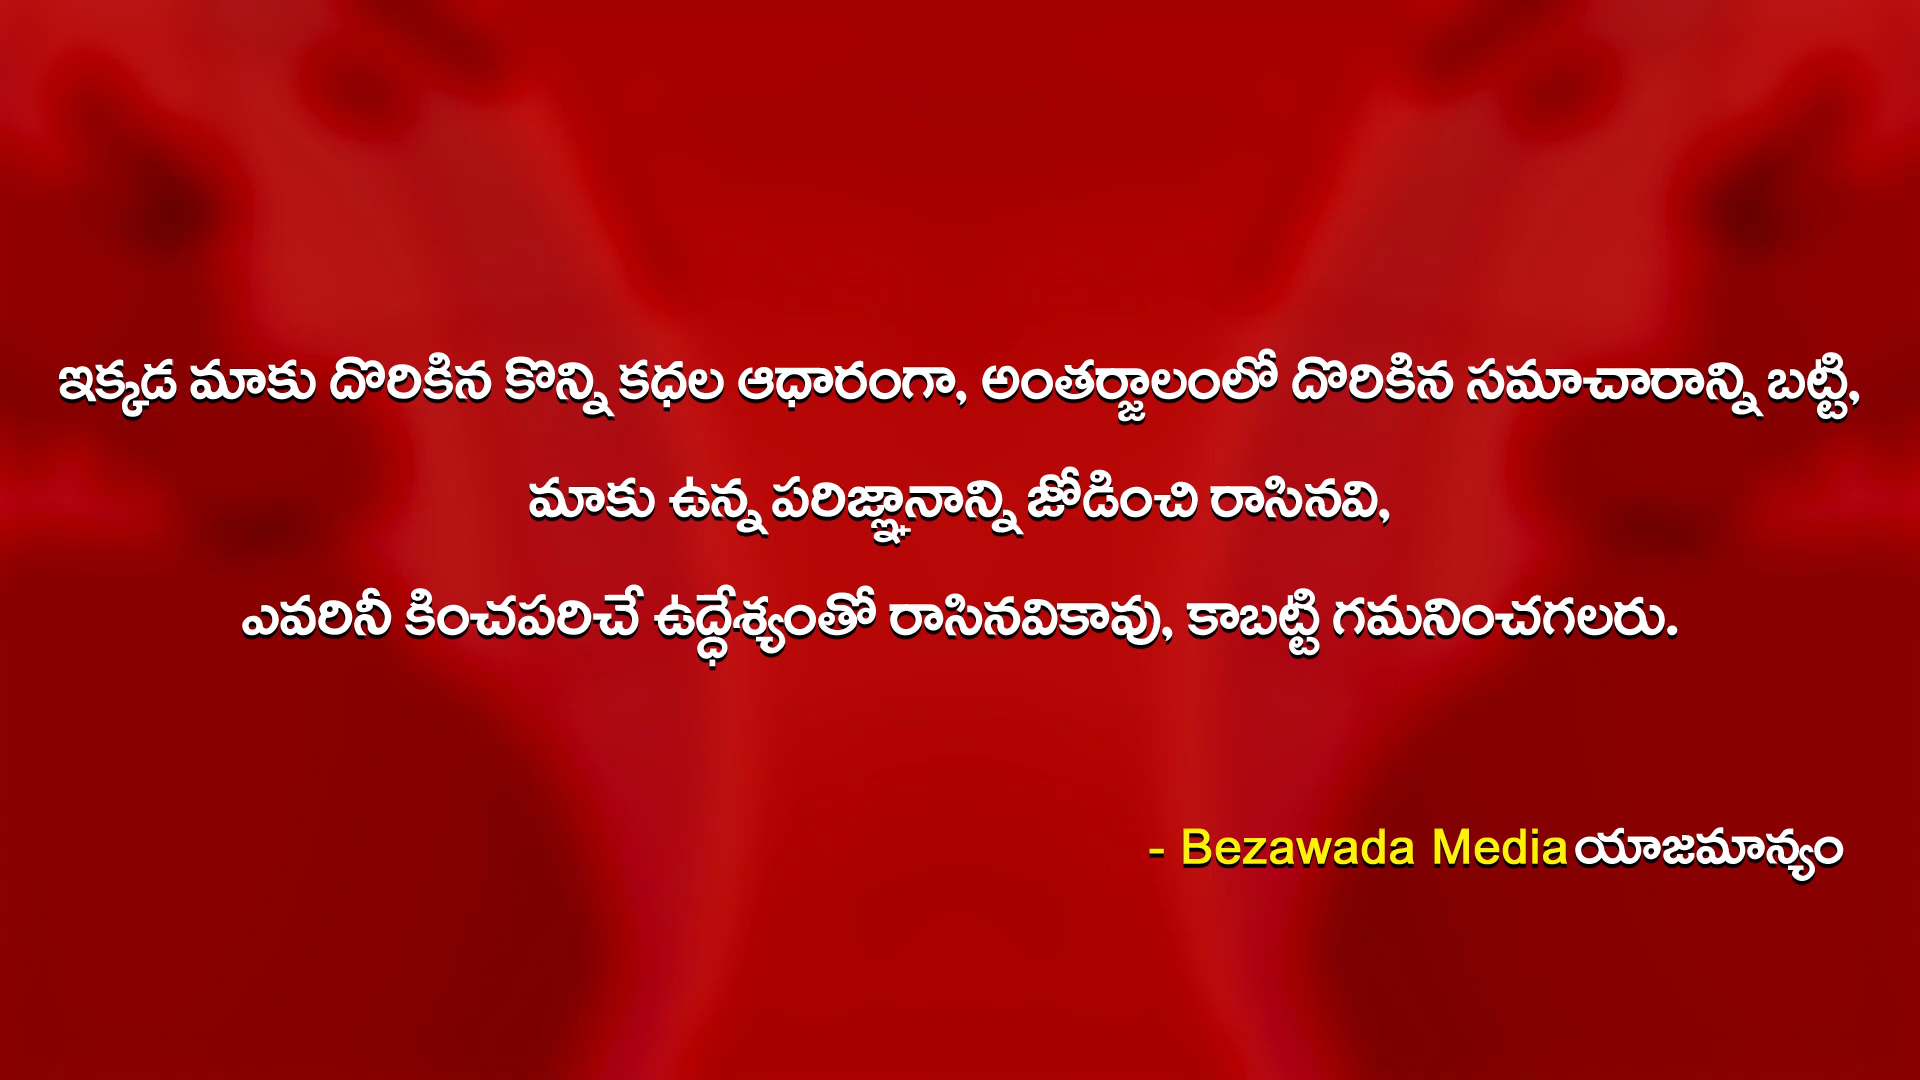 ఇక్కడ మాకు దొరికిన కొన్ని కధల ఆధారంగా, అంతర్జాలంలో దొరికిన సమాచారాన్ని బట్టి,
మాకు ఉన్న పరిజ్ఞానాన్ని జోడించి రాసినవి,
ఎవరినీ కించపరిచే ఉద్ధేశ్యంతో రాసినవికావు, కాబట్టి గమనించగలరు.
- Bezawada Media యాజమాన్యం